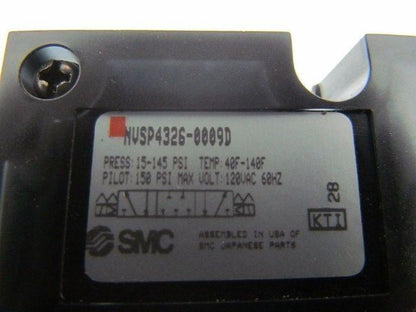 NVSP4326-0009D
PRESS: 15-145 PSI TEMP: 40F-140F
PILOT: 150 PSI MAX VOLT: 120VAC 60HZ
SMC
ASSEMBLED IN USA OF
SMC JAPANESE PARTS
KTI
28